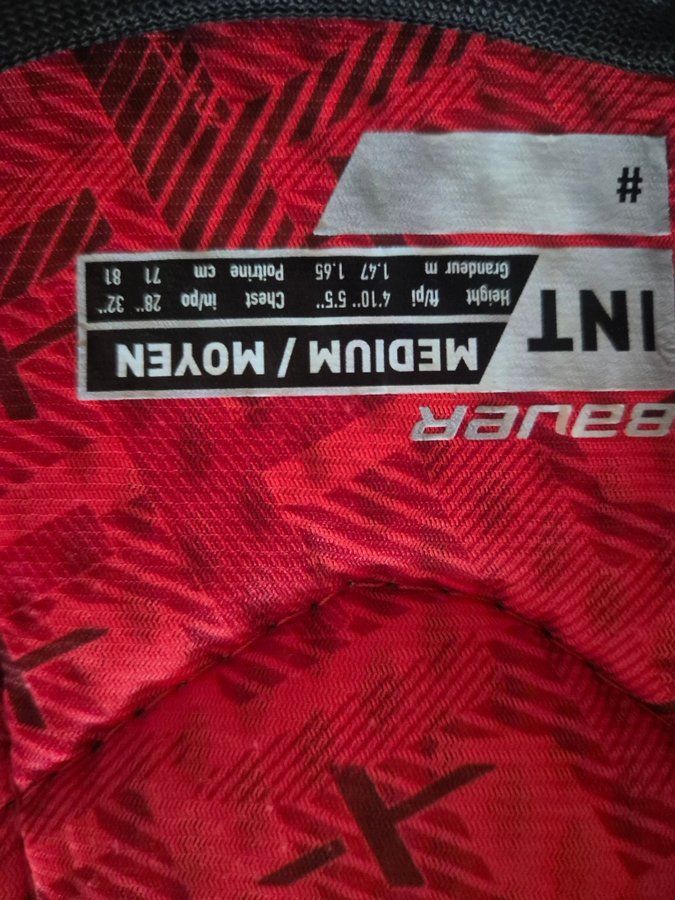 BAUER
INT
MEDIUM / MOYEN
Height ft/pi 4'10" 5'5" Chest in/po 28" 32"
Grandeur m 1.47 1.65 Poitrine cm 71 81
#